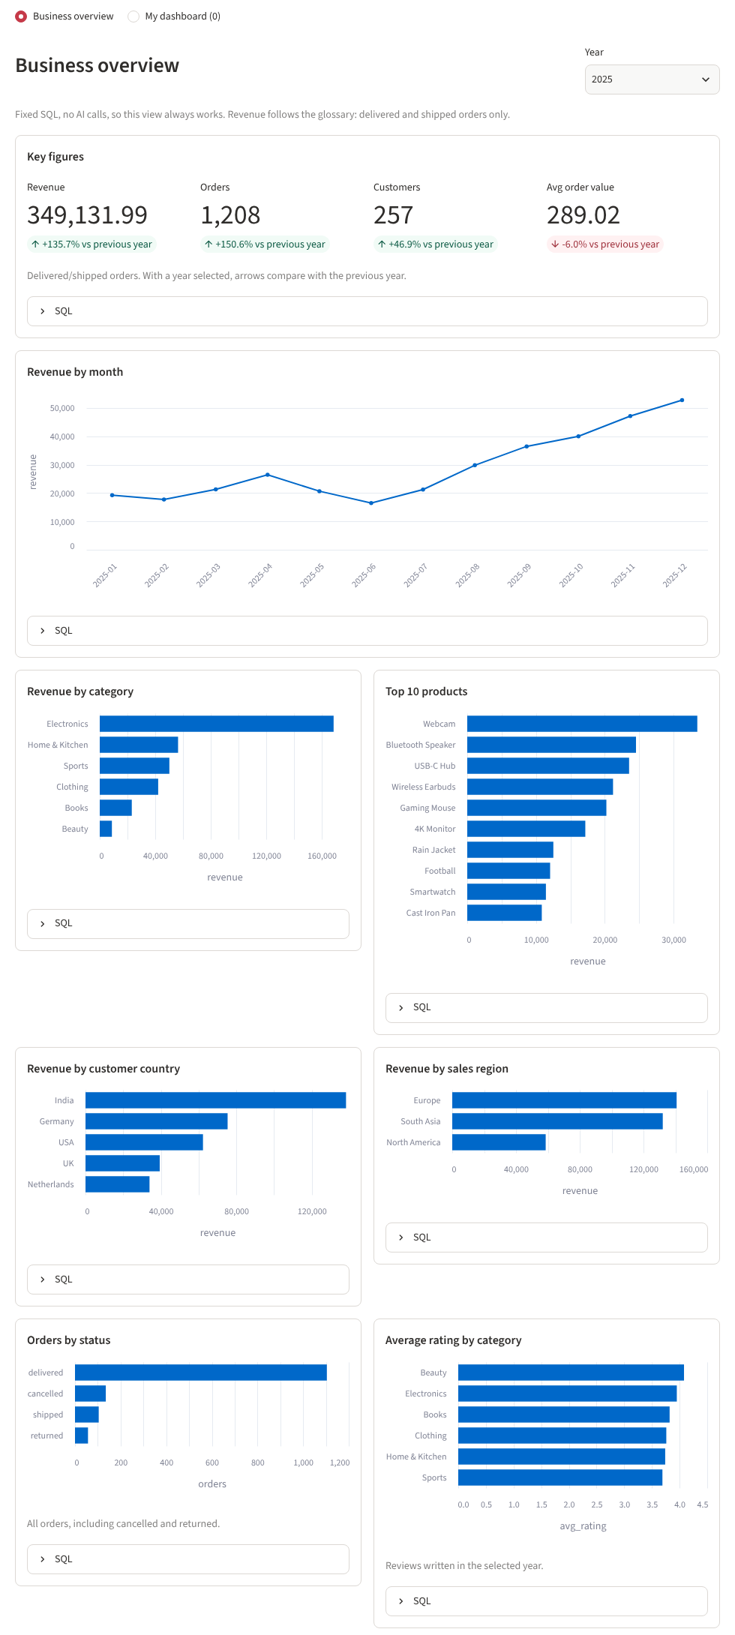 Business overview
My dashboard (0)
Business overview
Year
2025
Fixed SQL, no AI calls, so this view always works. Revenue follows the glossary: delivered and shipped orders only.
Key figures
Revenue
349,131.99
↑ +135.7% vs previous year
Orders
1,208
↑ +150.6% vs previous year
Customers
257
↑ +46.9% vs previous year
Avg order value
289.02
↓ -6.0% vs previous year
Delivered/shipped orders. With a year selected, arrows compare with the previous year.
SQL
Revenue by month
revenue
50,000
40,000
30,000
20,000
10,000
0
2025-01
2025-02
2025-03
2025-04
2025-05
2025-06
2025-07
2025-08
2025-09
2025-10
2025-11
2025-12
SQL
Revenue by category
Electronics
Home & Kitchen
Sports
Clothing
Books
Beauty
0 40,000 80,000 120,000 160,000
revenue
SQL
Top 10 products
Webcam
Bluetooth Speaker
USB-C Hub
Wireless Earbuds
Gaming Mouse
4K Monitor
Rain Jacket
Football
Smartwatch
Cast Iron Pan
0 10,000 20,000 30,000
revenue
SQL
Revenue by customer country
India
Germany
USA
UK
Netherlands
0 40,000 80,000 120,000
revenue
SQL
Revenue by sales region
Europe
South Asia
North America
0 40,000 80,000 120,000 160,000
revenue
SQL
Orders by status
delivered
cancelled
shipped
returned
0 200 400 600 800 1,000 1,200
orders
All orders, including cancelled and returned.
SQL
Average rating by category
Beauty
Electronics
Books
Clothing
Home & Kitchen
Sports
0.0 0.5 1.0 1.5 2.0 2.5 3.0 3.5 4.0 4.5
avg_rating
Reviews written in the selected year.
SQL